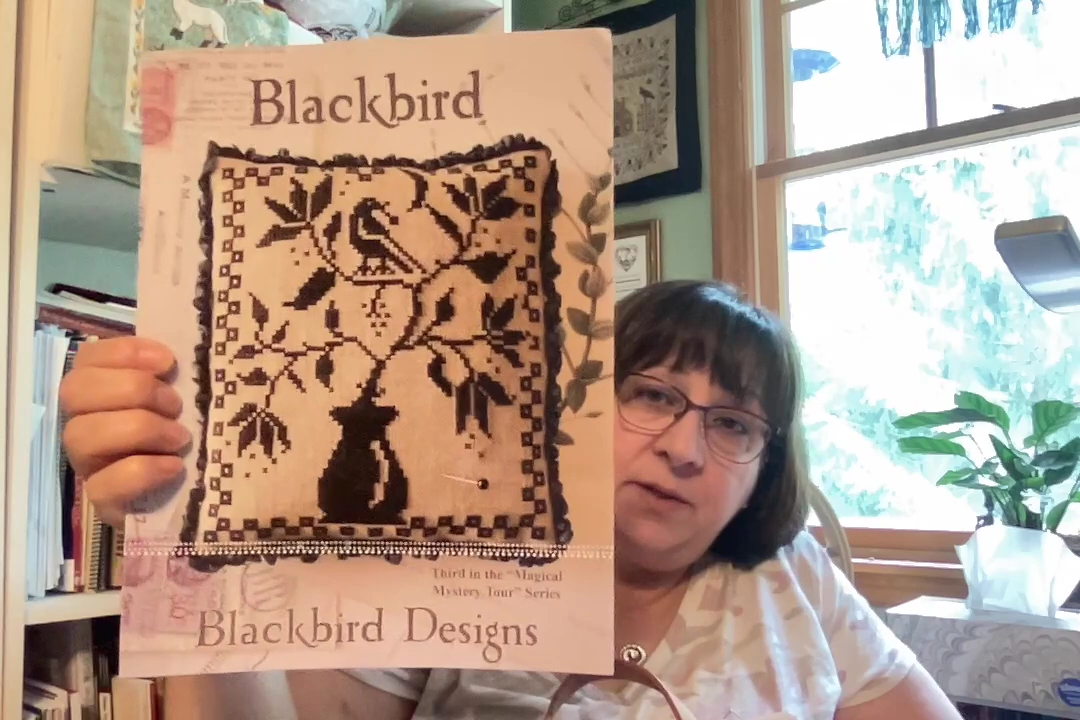 Blackbird
Third in the "Magical
Mystery Tour" Series
Blackbird Designs